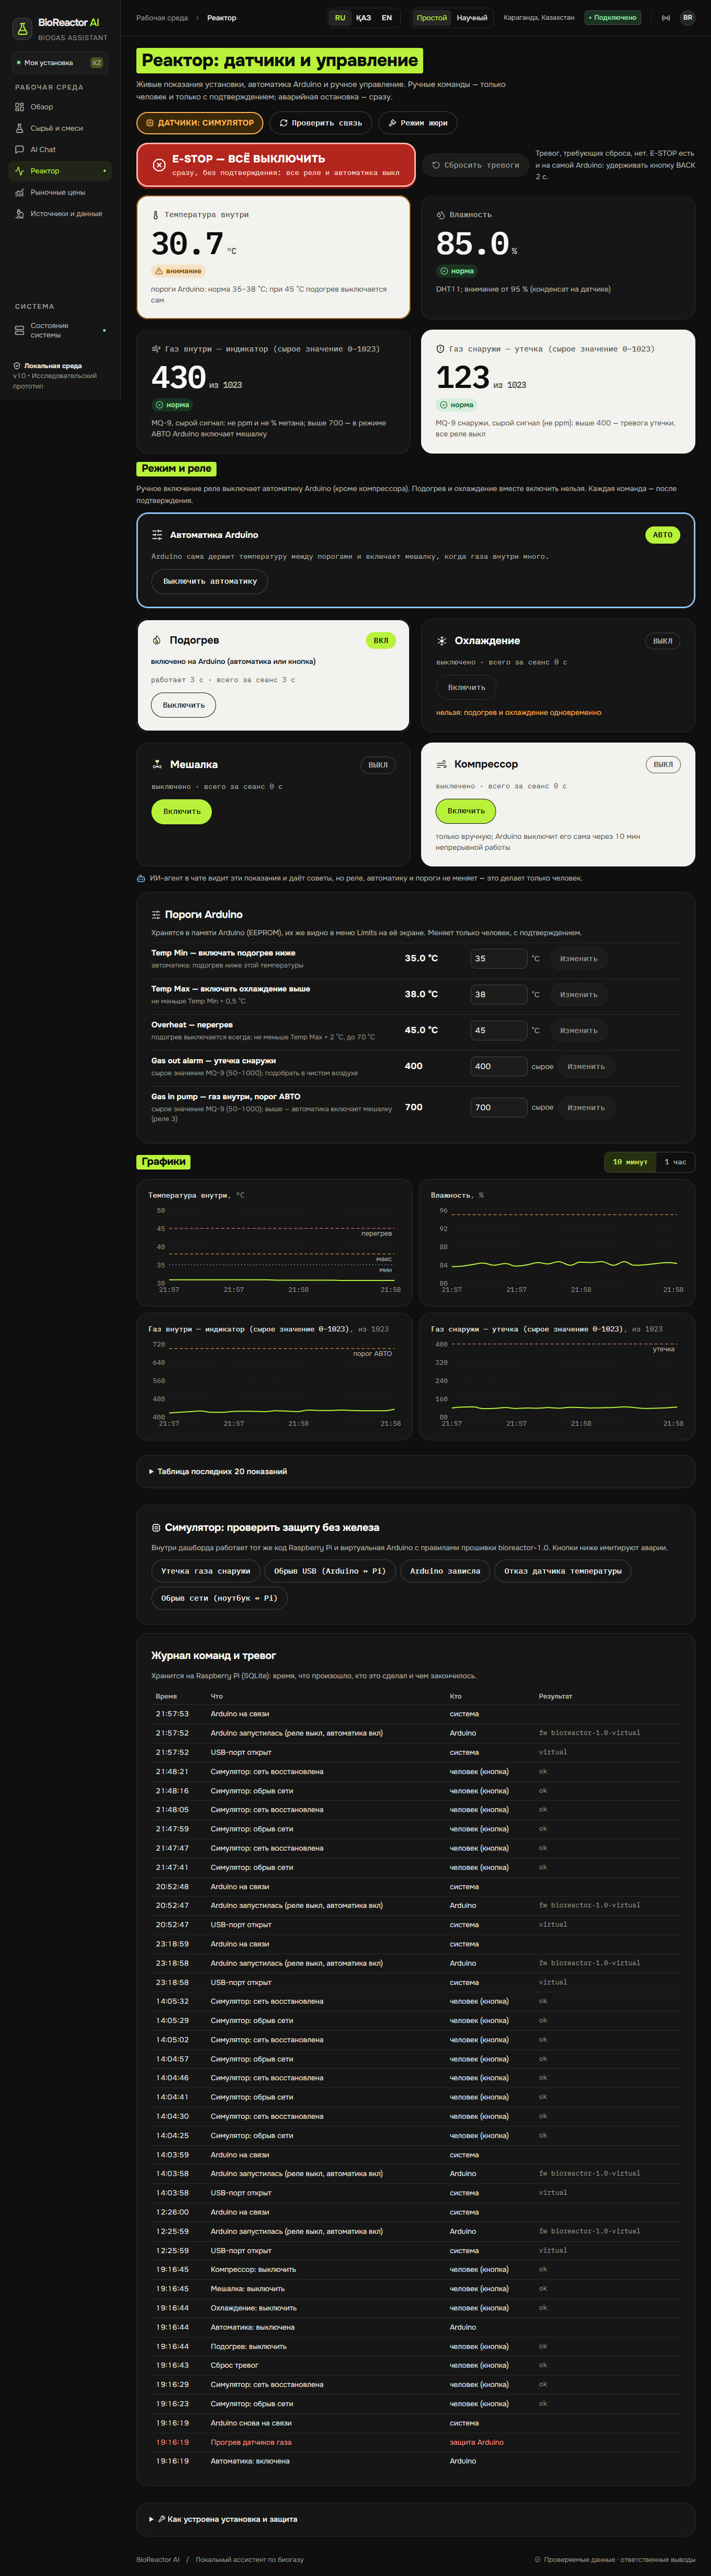 BioReactor AI
BIOGAS ASSISTANT
Моя установка
KZ
РАБОЧАЯ СРЕДА
Обзор
Сырьё и смеси
AI Chat
Реактор
Рыночные цены
Источники и данные
СИСТЕМА
Состояние
системы
Локальная среда
v10 • Исследовательский
прототип
Рабочая среда › Реактор
RU ҚАЗ EN
Простой Научный
Караганда, Казахстан
• Подключено
BR
Реактор: датчики и управление
Живые показания установки, автоматика Arduino и ручное управление. Ручные команды — только
человек и только с подтверждением; аварийная остановка — сразу.
ДАТЧИКИ: СИМУЛЯТОР
Проверить связь
Режим жюри
E-STOP — ВСЁ ВЫКЛЮЧИТЬ
сразу, без подтверждения: все реле и автоматика выкл
Сбросить тревоги
Тревог, требующих сброса, нет. E-STOP есть
и на самой Arduino: удерживать кнопку BACK
2 с.
Температура внутри
30.7 °C
внимание
пороги Arduino: норма 35–38 °C; при 45 °C подогрев выключается
сам
Влажность
85.0 %
норма
DHT11; внимание от 95 % (конденсат на датчике)
Газ внутри — индикатор (сырое значение 0–1023)
430 из 1023
норма
MQ-9, сырой сигнал: не ppm и не % метана; выше 700 — в режиме
АВТО Arduino включает мешалку
Газ снаружи — утечка (сырое значение 0–1023)
123 из 1023
норма
MQ-9 снаружи, сырой сигнал (не ppm); выше 400 — тревога утечки,
все реле выкл
Режим и реле
Ручное включение реле выключает автоматику Arduino (кроме компрессора). Подогрев и охлаждение вместе включить нельзя. Каждая команда — после
подтверждения.
Автоматика Arduino
АВТО
Arduino сама держит температуру между порогами и включает мешалку, когда газа внутри много.
Выключить автоматику
Подогрев
ВКЛ
включено на Arduino (автоматика или кнопка)
работает 3 с · всего за сеанс 3 с
Выключить
Охлаждение
ВЫКЛ
выключено · всего за сеанс 0 с
Включить
нельзя: подогрев и охлаждение одновременно
Мешалка
ВЫКЛ
выключено · всего за сеанс 0 с
Включить
Компрессор
ВЫКЛ
выключено · всего за сеанс 0 с
Включить
только вручную; Arduino выключит его сама через 10 мин
непрерывной работы
ИИ-агент в чате видит эти показания и даёт советы, но реле, автоматику и пороги не меняет — это делает только человек.
Пороги Arduino
Хранятся в памяти Arduino (EEPROM), их же видно в меню Limits на её экране. Меняет только человек, с подтверждением.
Temp Min — включать подогрев ниже
автоматика: подогрев ниже этой температуры
35.0 °C
35 °C Изменить
Temp Max — включать охлаждение выше
не меньше Temp Min + 0,5 °C
38.0 °C
38 °C Изменить
Overheat — перегрев
подогрев выключается всегда; не меньше Temp Max + 2 °C, до 70 °C
45.0 °C
45 °C Изменить
Gas out alarm — утечка снаружи
сырое значение MQ-9 (50–1000); подобрать в чистом воздухе
400
400 сырое Изменить
Gas in pump — газ внутри, порог АВТО
сырое значение MQ-9 (50–1000); выше — автоматика включает мешалку
(реле 3)
700
700 сырое Изменить
Графики
10 минут 1 час
Температура внутри, °C
50
45
40
35
30
перегрев
макс
мин
21:57 21:57 21:58 21:58
Влажность, %
96
92
88
84
80
21:57 21:57 21:58 21:58
Газ внутри — индикатор (сырое значение 0–1023), из 1023
720
640
560
480
400
порог АВТО
21:57 21:57 21:58 21:58
Газ снаружи — утечка (сырое значение 0–1023), из 1023
400
320
240
160
80
утечка
21:57 21:57 21:58 21:58
Таблица последних 20 показаний
Симулятор: проверить защиту без железа
Внутри дашборда работает тот же код Raspberry Pi и виртуальная Arduino с правилами прошивки bioreactor-1.0. Кнопки ниже имитируют аварии.
Утечка газа снаружи
Обрыв USB (Arduino ↔ Pi)
Arduino зависла
Отказ датчика температуры
Обрыв сети (ноутбук ↔ Pi)
Журнал команд и тревог
Хранится на Raspberry Pi (SQLite): время, что произошло, кто это сделал и чем закончилось.
Время Что Кто Результат
21:57:53 Arduino на связи система
21:57:52 Arduino запустилась (реле выкл, автоматика вкл) Arduino fw bioreactor-1.0-virtual
21:57:52 USB-порт открыт система virtual
21:48:21 Симулятор: сеть восстановлена человек (кнопка) ok
21:48:16 Симулятор: обрыв сети человек (кнопка) ok
21:48:05 Симулятор: сеть восстановлена человек (кнопка) ok
21:47:59 Симулятор: обрыв сети человек (кнопка) ok
21:47:47 Симулятор: сеть восстановлена человек (кнопка) ok
21:47:41 Симулятор: обрыв сети человек (кнопка) ok
20:52:48 Arduino на связи система
20:52:47 Arduino запустилась (реле выкл, автоматика вкл) Arduino fw bioreactor-1.0-virtual
20:52:47 USB-порт открыт система virtual
23:18:59 Arduino на связи система
23:18:58 Arduino запустилась (реле выкл, автоматика вкл) Arduino fw bioreactor-1.0-virtual
23:18:58 USB-порт открыт система virtual
14:05:32 Симулятор: сеть восстановлена человек (кнопка) ok
14:05:29 Симулятор: обрыв сети человек (кнопка) ok
14:05:02 Симулятор: сеть восстановлена человек (кнопка) ok
14:04:57 Симулятор: обрыв сети человек (кнопка) ok
14:04:46 Симулятор: сеть восстановлена человек (кнопка) ok
14:04:41 Симулятор: обрыв сети человек (кнопка) ok
14:04:30 Симулятор: сеть восстановлена человек (кнопка) ok
14:04:25 Симулятор: обрыв сети человек (кнопка) ok
14:03:59 Arduino на связи система
14:03:58 Arduino запустилась (реле выкл, автоматика вкл) Arduino fw bioreactor-1.0-virtual
14:03:58 USB-порт открыт система virtual
12:26:00 Arduino на связи система
12:25:59 Arduino запустилась (реле выкл, автоматика вкл) Arduino fw bioreactor-1.0-virtual
12:25:59 USB-порт открыт система virtual
19:16:45 Компрессор: выключить человек (кнопка) ok
19:16:45 Мешалка: выключить человек (кнопка) ok
19:16:44 Охлаждение: выключить человек (кнопка) ok
19:16:44 Автоматика: выключена Arduino
19:16:44 Подогрев: выключить человек (кнопка) ok
19:16:43 Сброс тревог человек (кнопка) ok
19:16:29 Симулятор: сеть восстановлена человек (кнопка) ok
19:16:23 Симулятор: обрыв сети человек (кнопка) ok
19:16:19 Arduino снова на связи система
19:16:19 Прогрев датчиков газа защита Arduino
19:16:19 Автоматика: включена Arduino
Как устроена установка и защита
BioReactor AI / Локальный ассистент по биогазу
Проверяемые данные · ответственные выводы